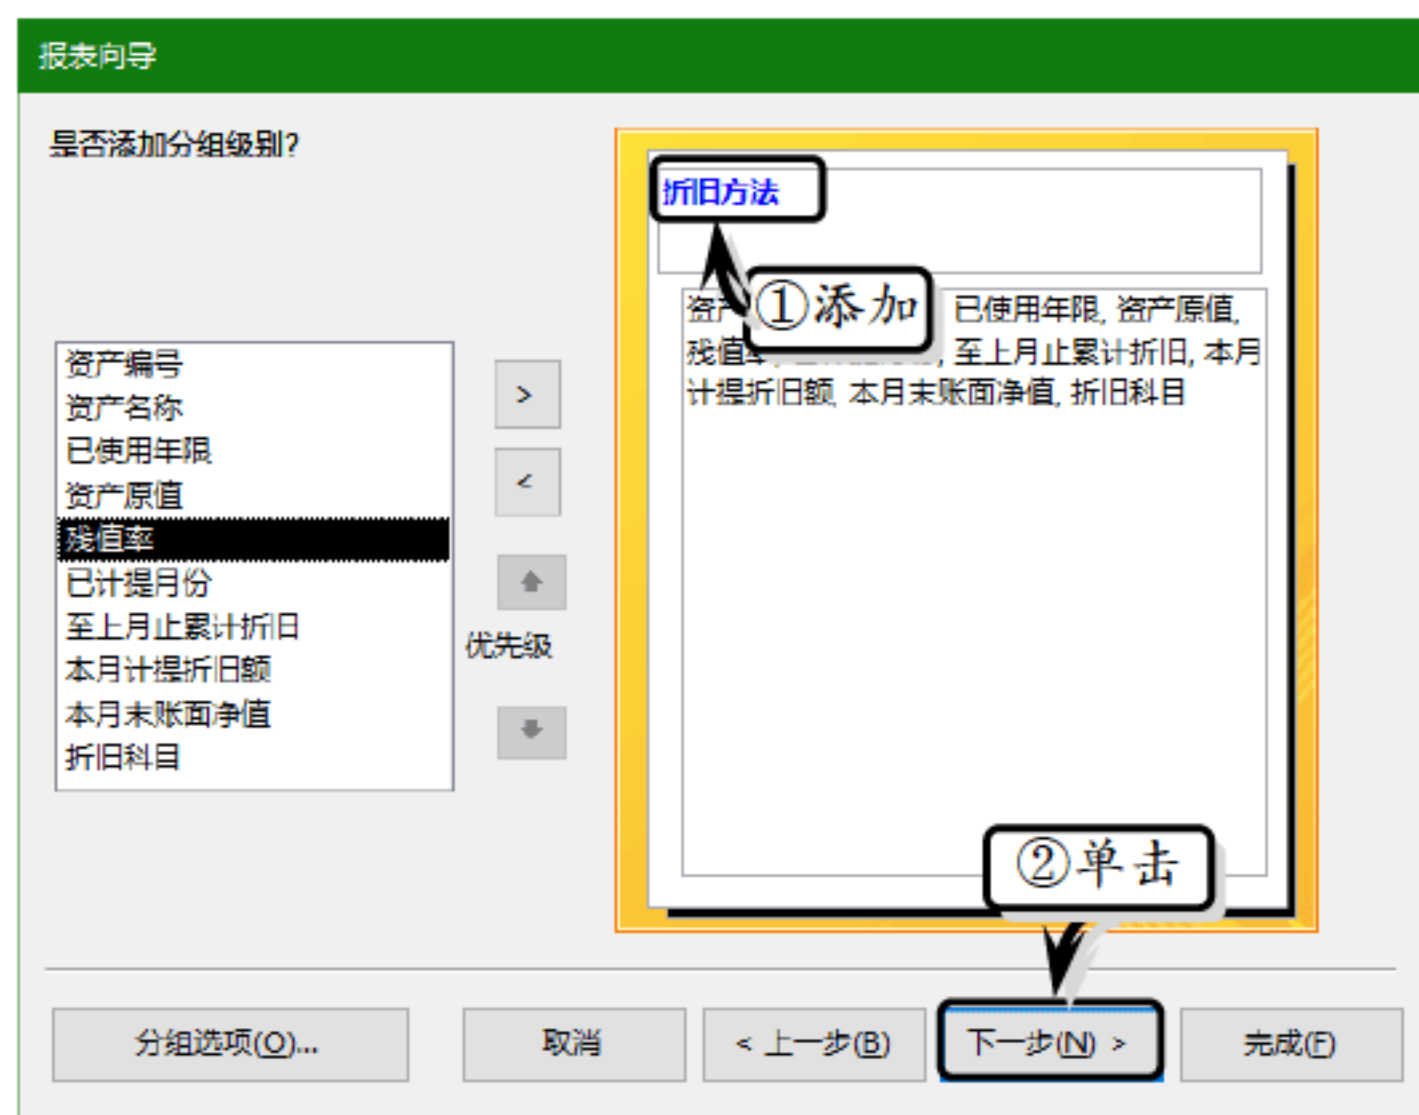 报表向导
是否添加分组级别?
折旧方法
①添加
资产
已使用年限, 资产原值,
残值
, 至上月止累计折旧, 本月
计提折旧额, 本月末账面净值, 折旧科目
资产编号
资产名称
已使用年限
资产原值
残值率
已计提月份
至上月止累计折旧
本月计提折旧额
本月末账面净值
折旧科目
>
<
优先级
②单击
分组选项(O)...
取消
< 上一步(B)
下一步(N) >
完成(F)